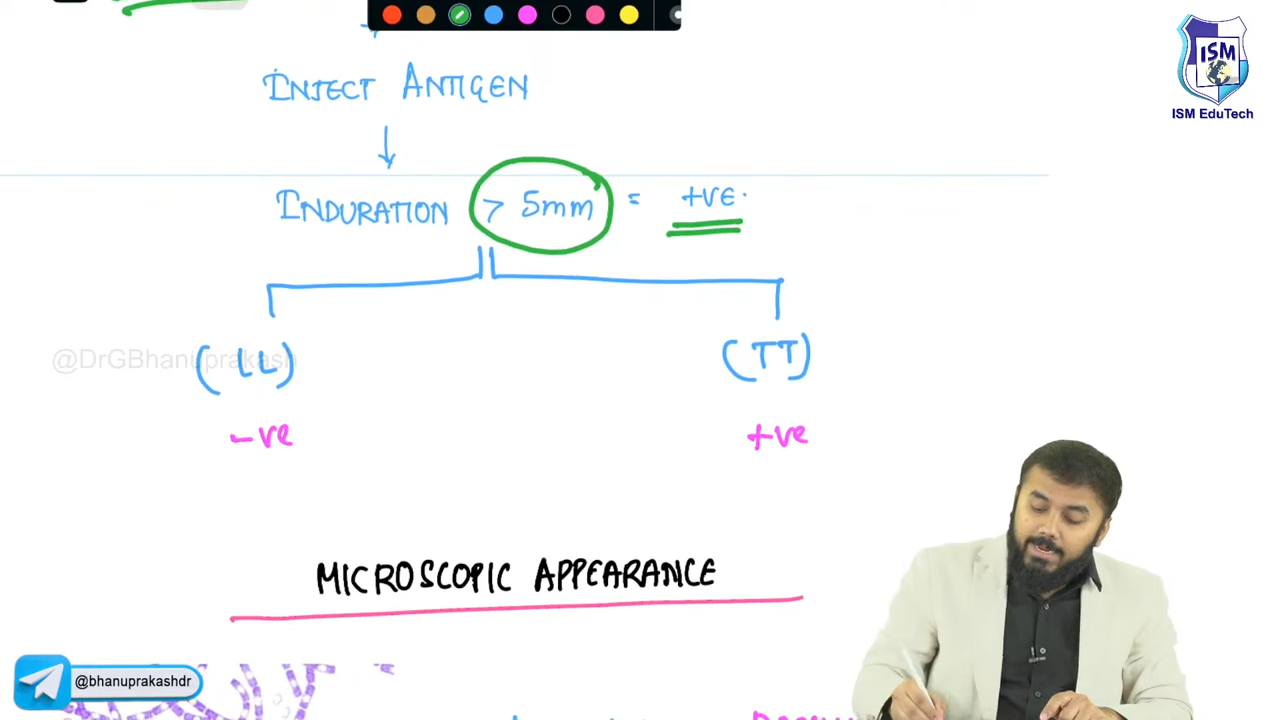 ISM
ISM EduTech
INJECT ANTIGEN
↓
INDURATION > 5mm = +ve.
@DrGBhanuprakash
(LL) (TT)
-ve +ve
MICROSCOPIC APPEARANCE
@bhanuprakashdr